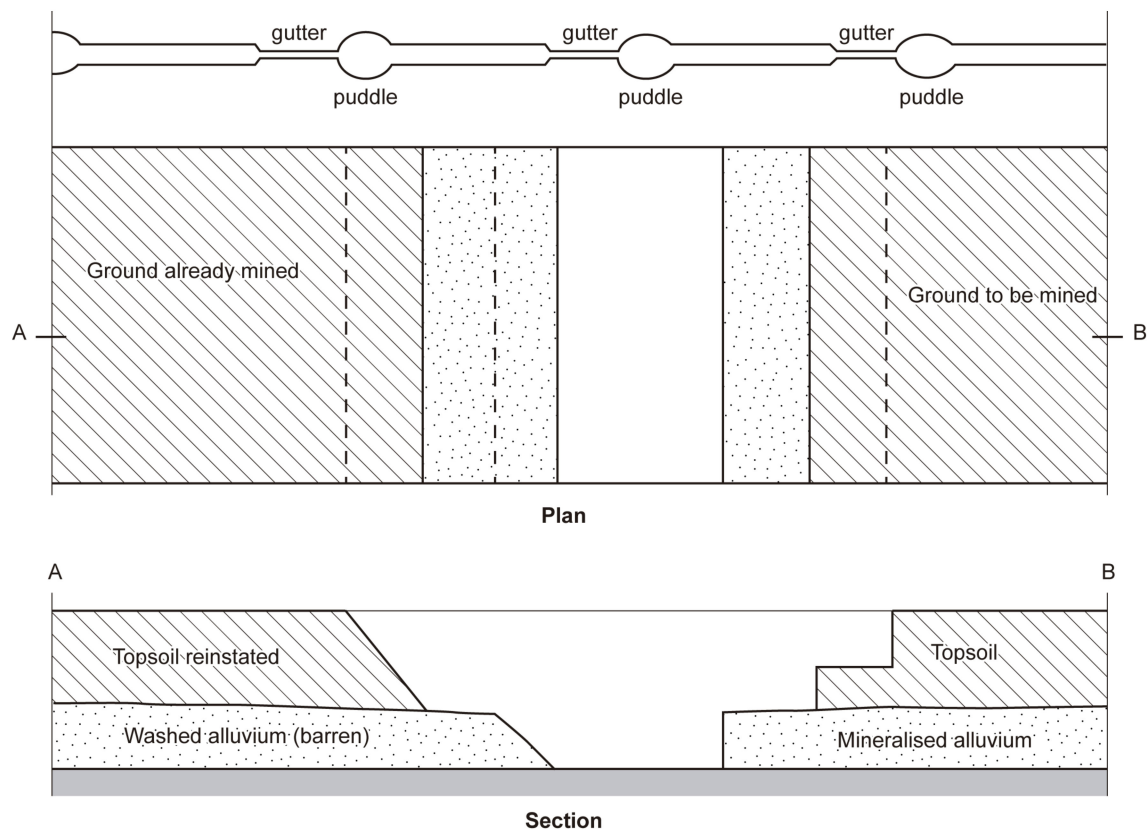 gutter gutter gutter
puddle puddle puddle
Ground already mined
Ground to be mined
A B
Plan
A B
Topsoil reinstated Topsoil
Washed alluvium (barren) Mineralised alluvium
Section